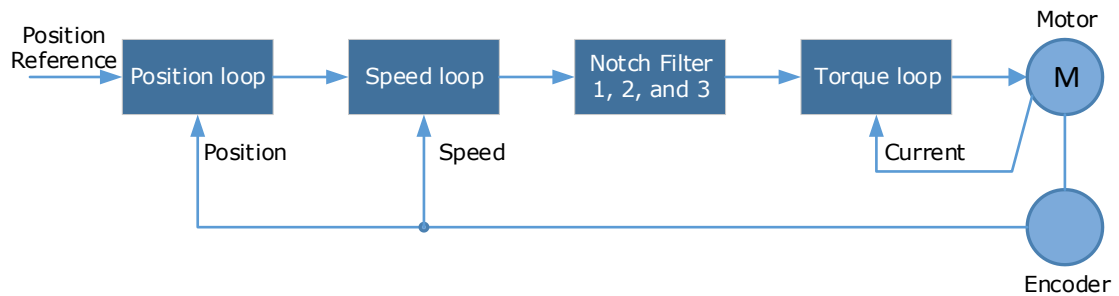 Motor
Position
Reference
Position loop
Speed loop
Notch Filter
1, 2, and 3
Torque loop
M
Position
Speed
Current
Encoder